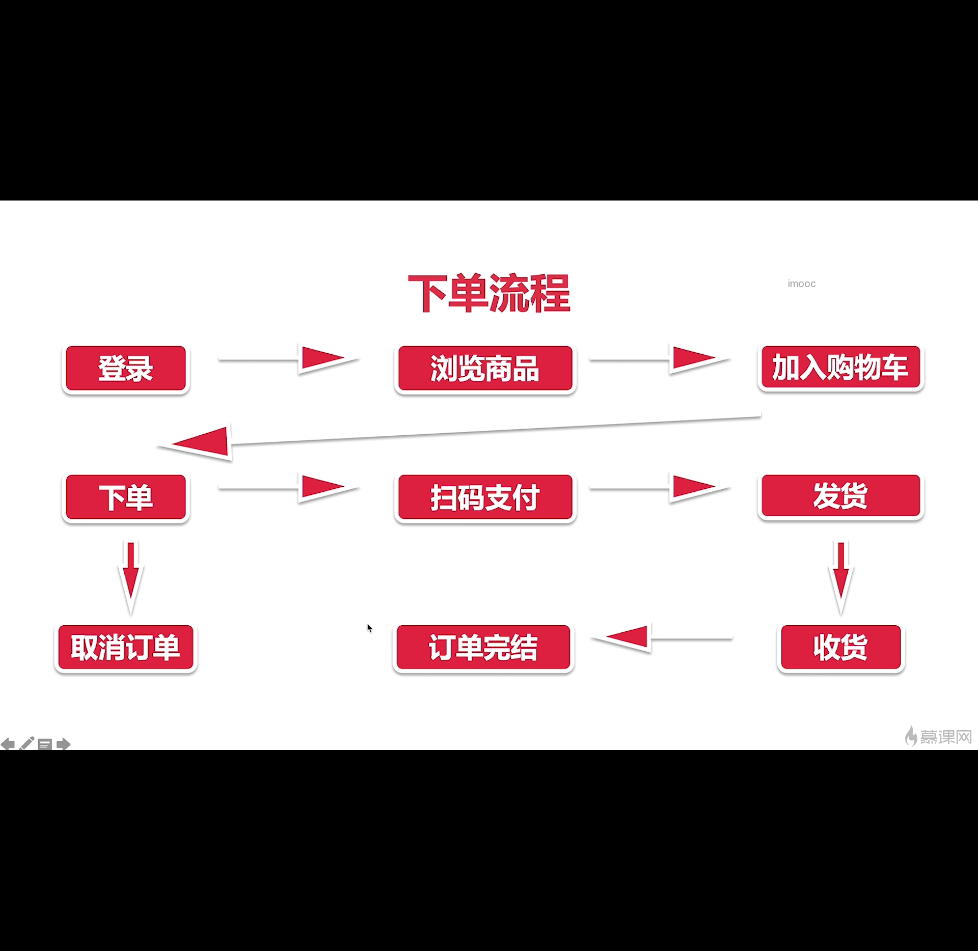 下单流程
imooc
登录
浏览商品
加入购物车
下单
扫码支付
发货
取消订单
订单完结
收货
慕课网